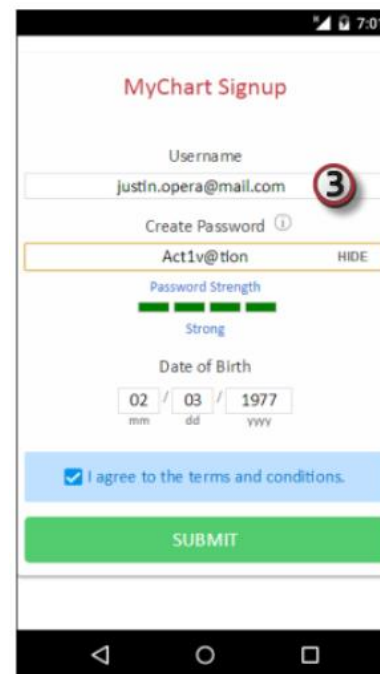 7:01
MyChart Signup
Username
justin.opera@mail.com
3
Create Password
Act1v@tion HIDE
Password Strength
Strong
Date of Birth
02 / 03 / 1977
mm dd yyyy
I agree to the terms and conditions.
SUBMIT